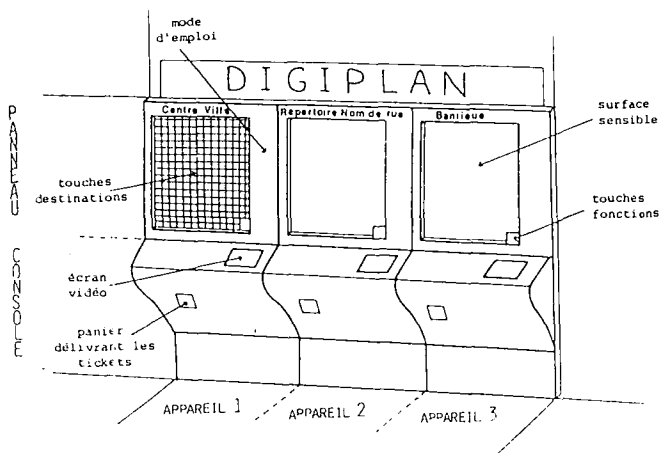 mode
d'emploi
DIGIPLAN
Centre Ville
Repertoire Nom de rue
Banlieue
surface
sensible
PANNEAU
touches
destinations
touches
fonctions
CONSOLE
écran
vidéo
panier
délivrant les
tickets
APPAREIL 1
APPAREIL 2
APPAREIL 3